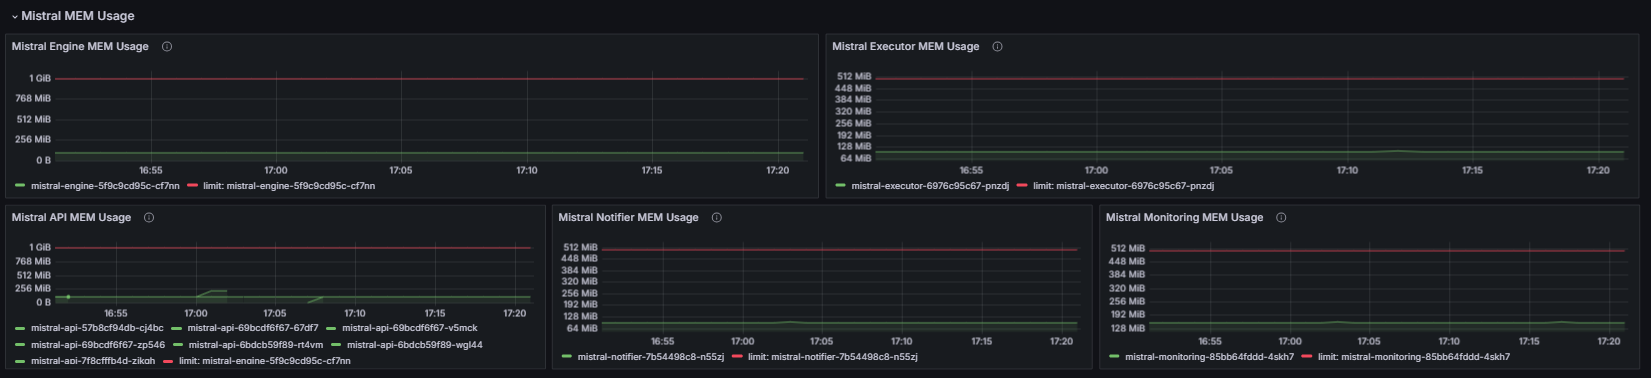 Mistral MEM Usage
Mistral Engine MEM Usage
1 GiB
768 MiB
512 MiB
256 MiB
0 B
16:55 17:00 17:05 17:10 17:15 17:20
mistral-engine-5f9c9cd95c-cf7nn limit: mistral-engine-5f9c9cd95c-cf7nn
Mistral Executor MEM Usage
512 MiB
448 MiB
384 MiB
320 MiB
256 MiB
192 MiB
128 MiB
64 MiB
16:55 17:00 17:05 17:10 17:15 17:20
mistral-executor-6976c95c67-pnzdj limit: mistral-executor-6976c95c67-pnzdj
Mistral API MEM Usage
1 GiB
768 MiB
512 MiB
256 MiB
0 B
16:55 17:00 17:05 17:10 17:15 17:20
mistral-api-57b8cf94db-cj4bc mistral-api-69bcdf6f67-67df7 mistral-api-69bcdf6f67-v5mck
mistral-api-69bcdf6f67-zp546 mistral-api-6bdcb59f89-rt4vm mistral-api-6bdcb59f89-wgl44
mistral-api-7f8cfffb4d-zikqh limit: mistral-engine-5f9c9cd95c-cf7nn
Mistral Notifier MEM Usage
512 MiB
448 MiB
384 MiB
320 MiB
256 MiB
192 MiB
128 MiB
64 MiB
16:55 17:00 17:05 17:10 17:15 17:20
mistral-notifier-7b54498c8-n55zj limit: mistral-notifier-7b54498c8-n55zj
Mistral Monitoring MEM Usage
512 MiB
448 MiB
384 MiB
320 MiB
256 MiB
192 MiB
128 MiB
16:55 17:00 17:05 17:10 17:15 17:20
mistral-monitoring-85bb64fddd-4skh7 limit: mistral-monitoring-85bb64fddd-4skh7